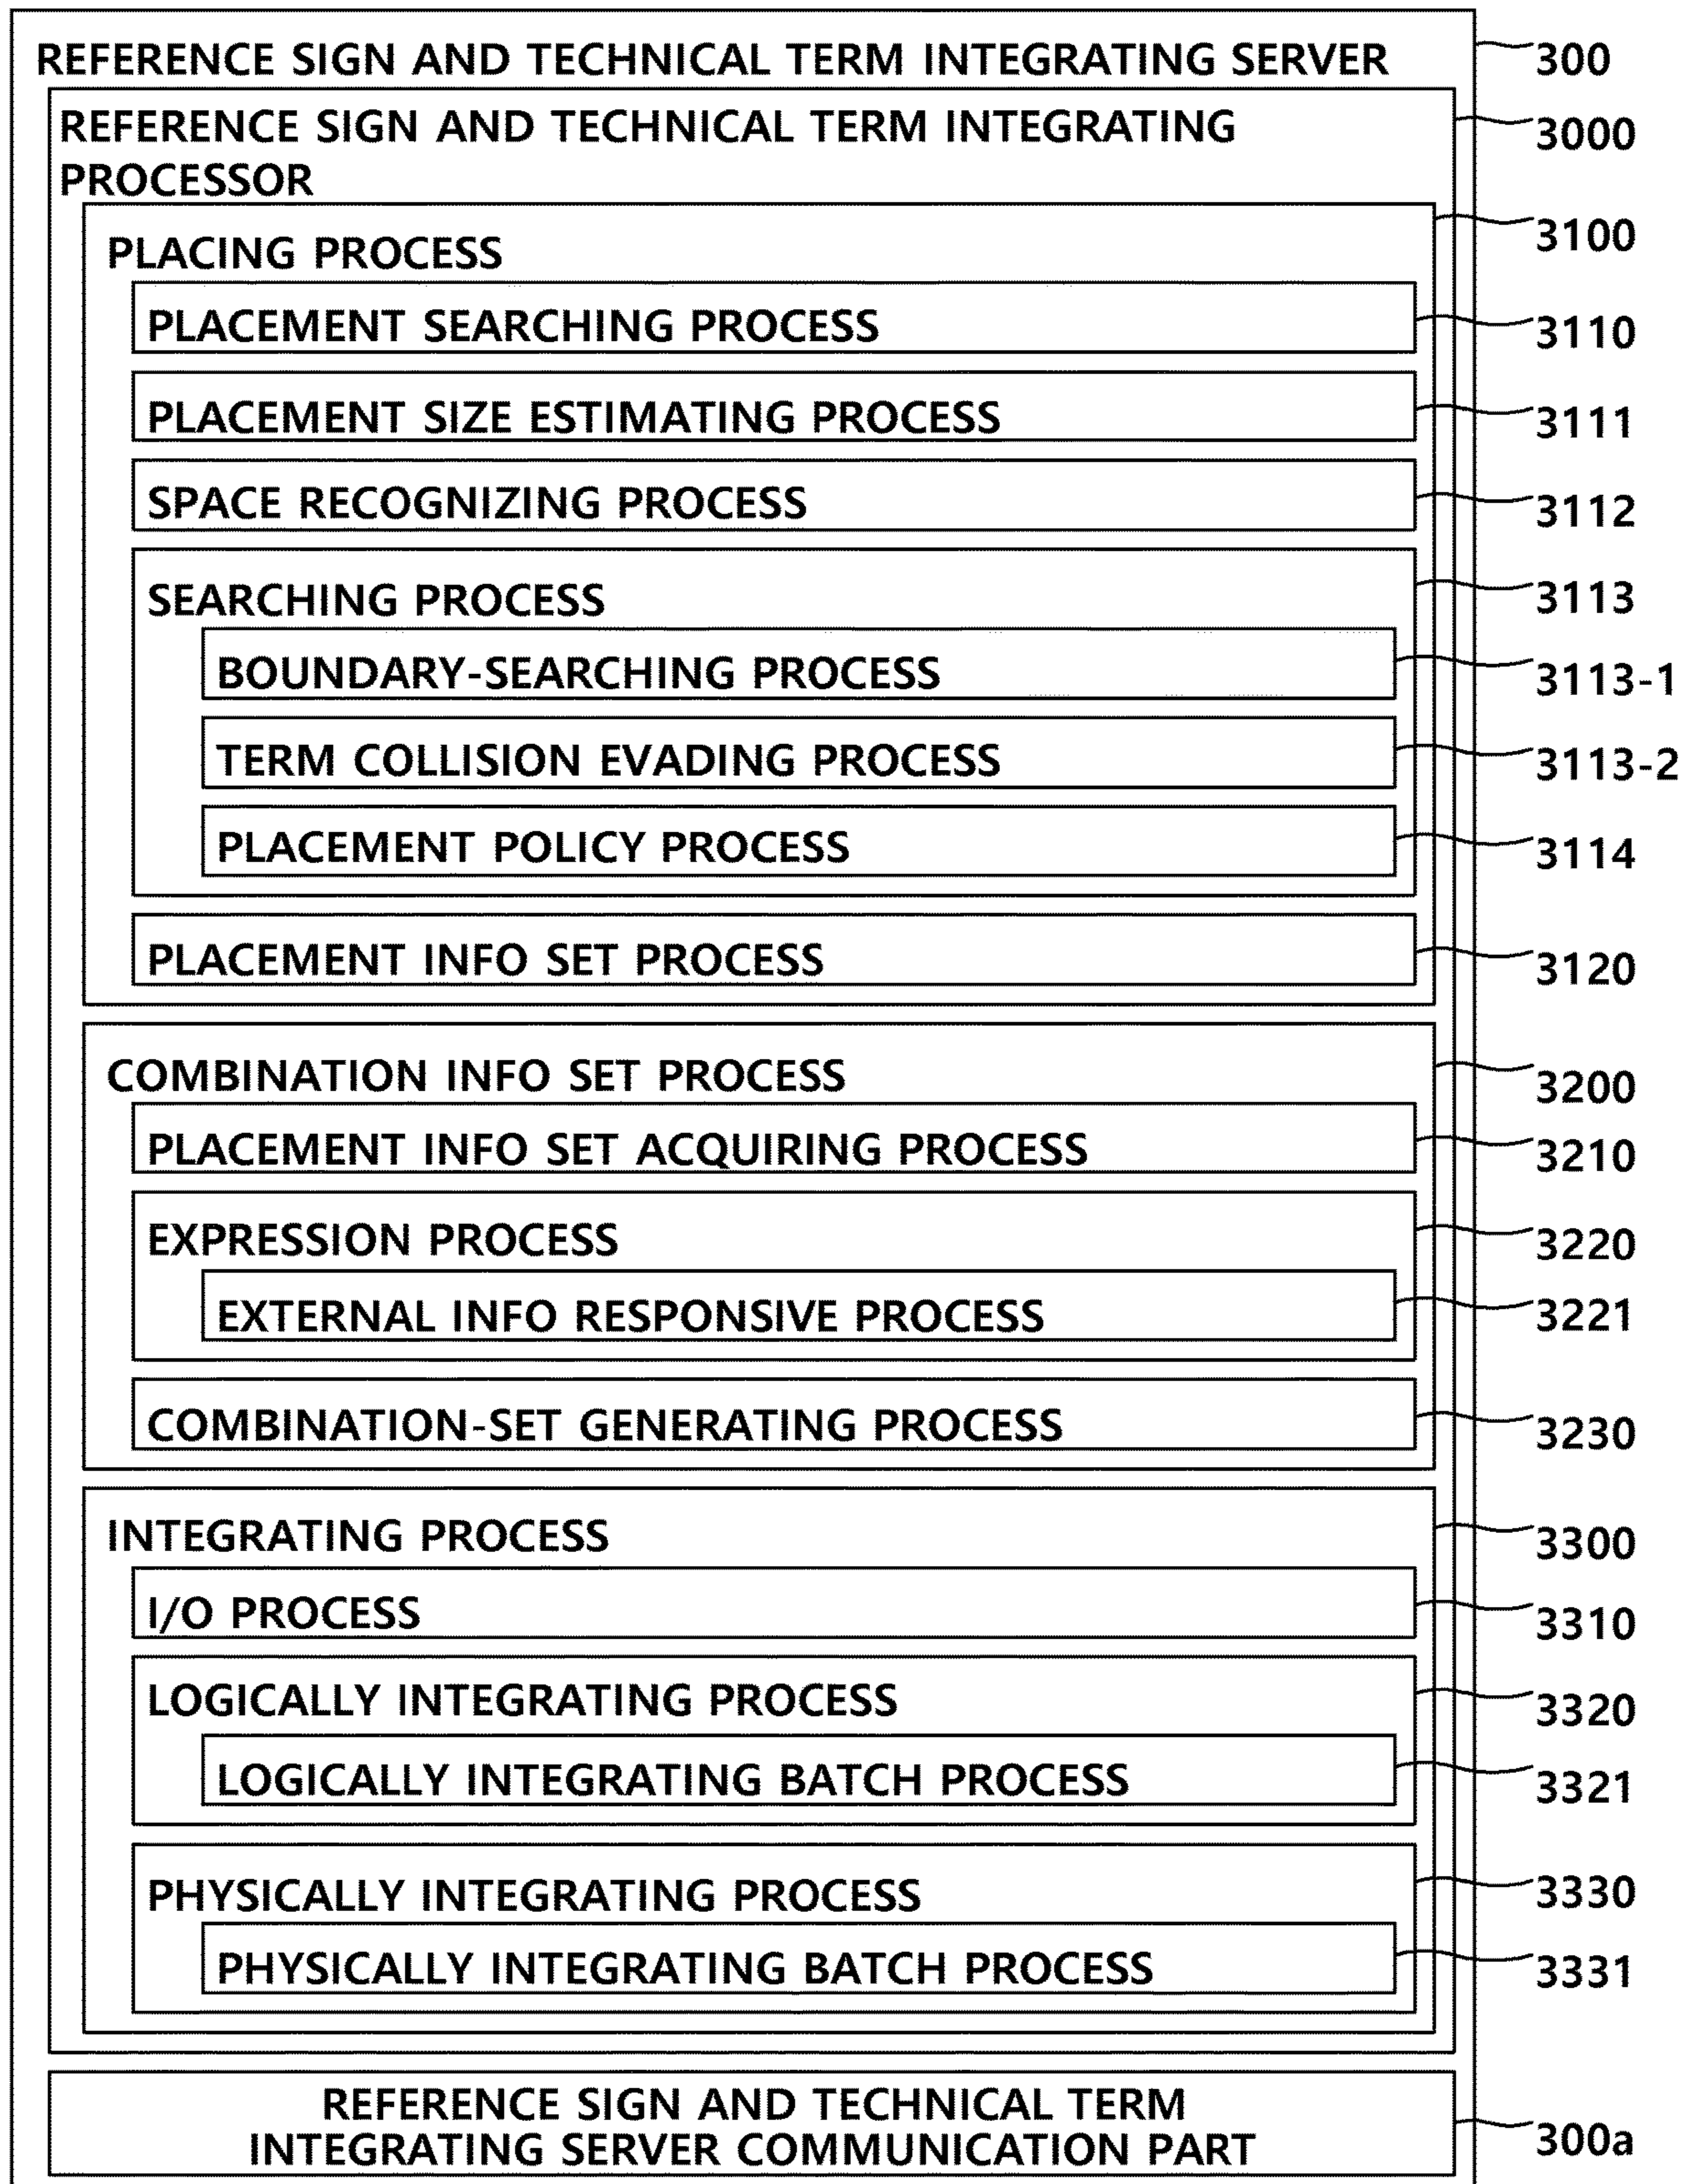 REFERENCE SIGN AND TECHNICAL TERM INTEGRATING SERVER 300
REFERENCE SIGN AND TECHNICAL TERM INTEGRATING 3000
PROCESSOR
PLACING PROCESS 3100
PLACEMENT SEARCHING PROCESS 3110
PLACEMENT SIZE ESTIMATING PROCESS 3111
SPACE RECOGNIZING PROCESS 3112
SEARCHING PROCESS 3113
BOUNDARY-SEARCHING PROCESS 3113-1
TERM COLLISION EVADING PROCESS 3113-2
PLACEMENT POLICY PROCESS 3114
PLACEMENT INFO SET PROCESS 3120
COMBINATION INFO SET PROCESS 3200
PLACEMENT INFO SET ACQUIRING PROCESS 3210
EXPRESSION PROCESS 3220
EXTERNAL INFO RESPONSIVE PROCESS 3221
COMBINATION-SET GENERATING PROCESS 3230
INTEGRATING PROCESS 3300
I/O PROCESS 3310
LOGICALLY INTEGRATING PROCESS 3320
LOGICALLY INTEGRATING BATCH PROCESS 3321
PHYSICALLY INTEGRATING PROCESS 3330
PHYSICALLY INTEGRATING BATCH PROCESS 3331
REFERENCE SIGN AND TECHNICAL TERM
INTEGRATING SERVER COMMUNICATION PART 300a